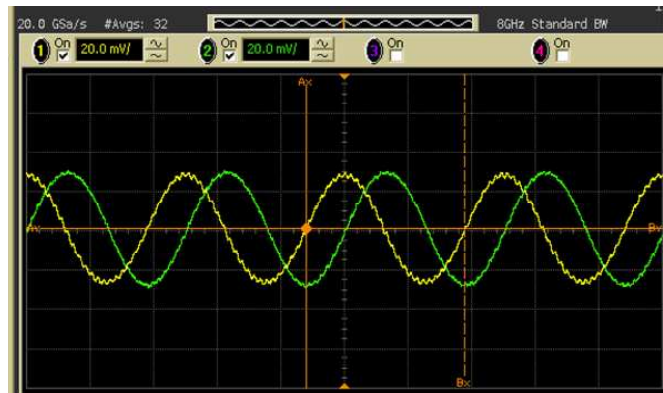 20.0 GSa/s #Avgs: 32 8GHz Standard BW
1 On 20.0 mV/ 2 On 20.0 mV/ 3 On 4 On
Ax
Ax
Bx